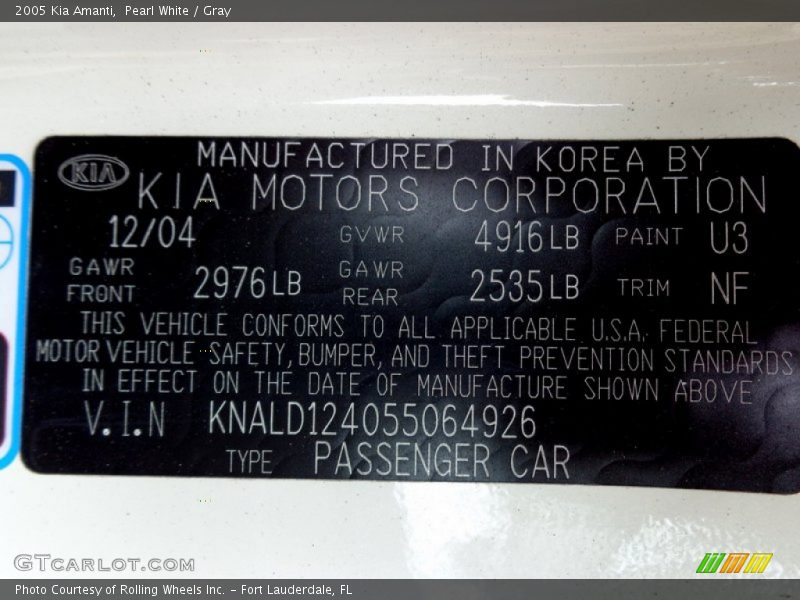 2005 Kia Amanti,  Pearl White / Gray
MANUFACTURED IN KOREA BY
KIA KIA MOTORS CORPORATION
12/04 GVWR 4916LB PAINT U3
GAWR FRONT 2976LB GAWR REAR 2535LB TRIM NF
THIS VEHICLE CONFORMS TO ALL APPLICABLE U.S.A. FEDERAL
MOTOR VEHICLE SAFETY, BUMPER, AND THEFT PREVENTION STANDARDS
IN EFFECT ON THE DATE OF MANUFACTURE SHOWN ABOVE
V.I.N KNALD124055064926
TYPE PASSENGER CAR
GTCARLOT.COM
Photo Courtesy of Rolling Wheels Inc. – Fort Lauderdale, FL